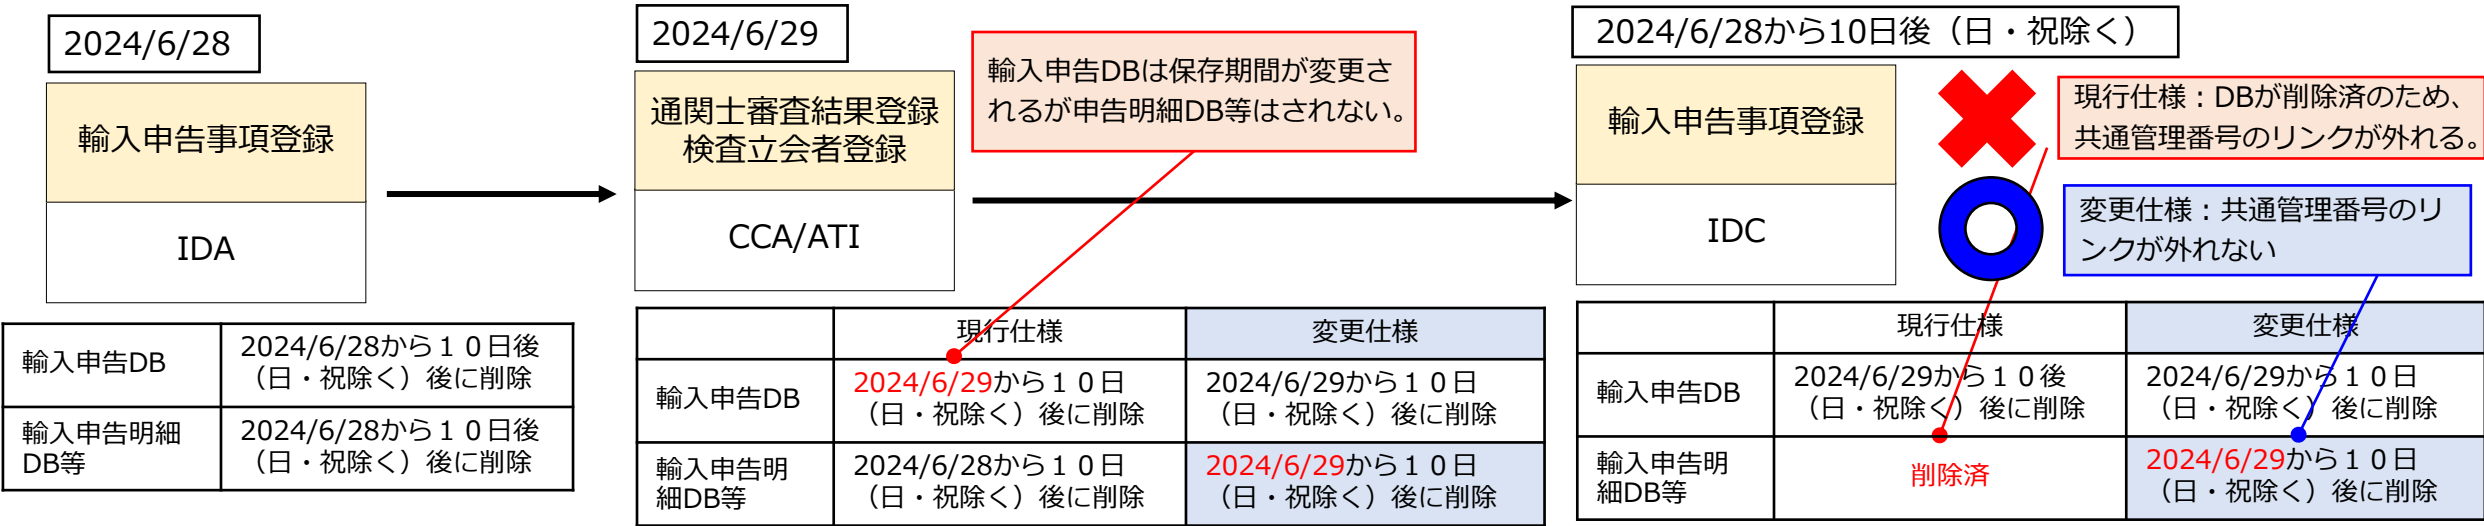 2024/6/28
輸入申告事項登録
IDA
輸入申告DB
2024/6/28から１０日後
（日・祝除く）後に削除
輸入申告明細
DB等
2024/6/28から１０日後
（日・祝除く）後に削除
2024/6/29
通関士審査結果登録
検査立会者登録
CCA/ATI
輸入申告DBは保存期間が変更さ
れるが申告明細DB等はされない。
現行仕様
変更仕様
輸入申告DB
2024/6/29から１０日
（日・祝除く）後に削除
2024/6/29から１０日
（日・祝除く）後に削除
輸入申告明
細DB等
2024/6/28から１０日
（日・祝除く）後に削除
2024/6/29から１０日
（日・祝除く）後に削除
2024/6/28から10日後（日・祝除く）
輸入申告事項登録
IDC
現行仕様：DBが削除済のため、
共通管理番号のリンクが外れる。
変更仕様：共通管理番号のリ
ンクが外れない
現行仕様
変更仕様
輸入申告DB
2024/6/29から１０後
（日・祝除く）後に削除
2024/6/29から１０日
（日・祝除く）後に削除
輸入申告明
細DB等
削除済
2024/6/29から１０日
（日・祝除く）後に削除